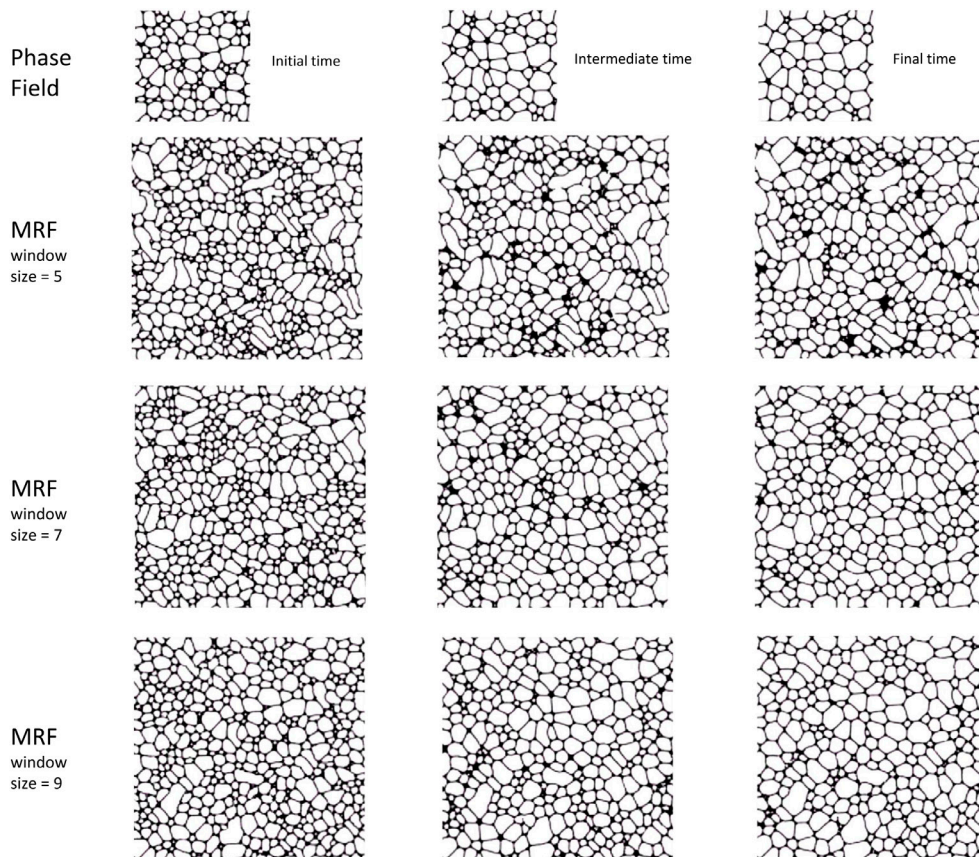 Phase
Field
Initial time
Intermediate time
Final time
MRF
window
size = 5
MRF
window
size = 7
MRF
window
size = 9